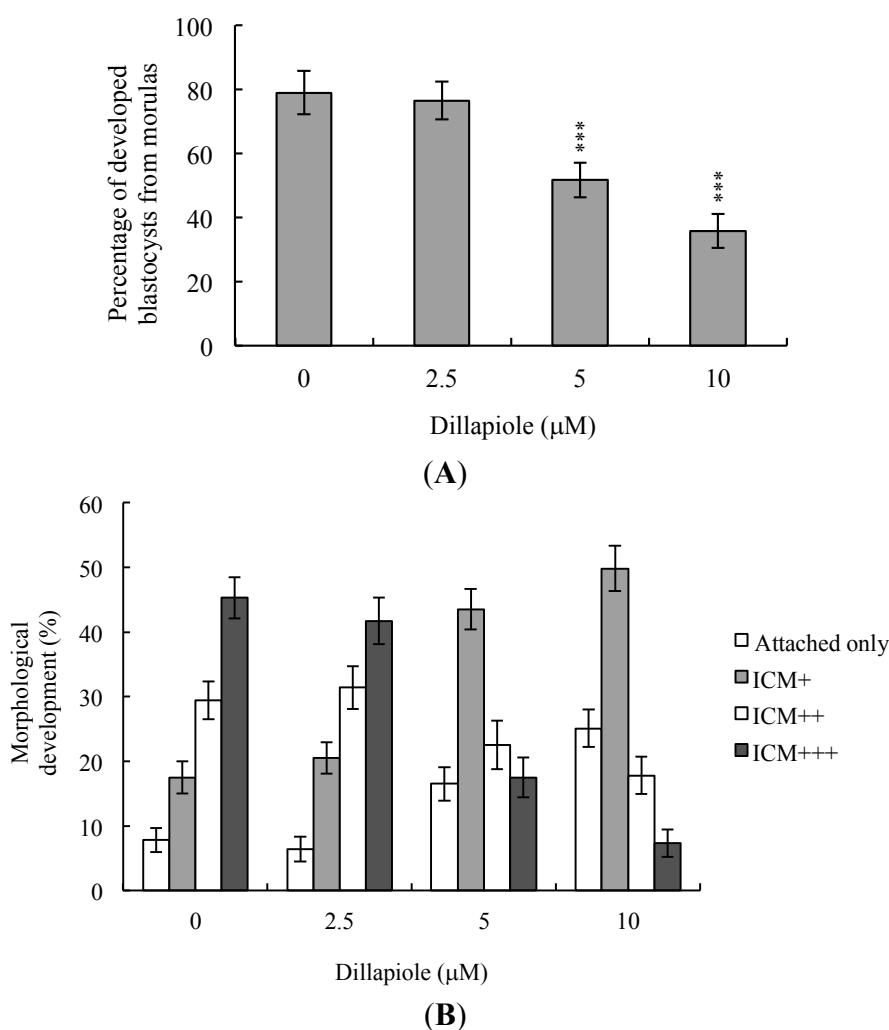 Percentage of developed
blastocysts from morulas
100
80
60
40
20
0
***
***
0 2.5 5 10
Dillapiole (μM)
(A)
Morphological
development (%)
60
50
40
30
20
10
0
Attached only
ICM+
ICM++
ICM+++
0 2.5 5 10
Dillapiole (μM)
(B)